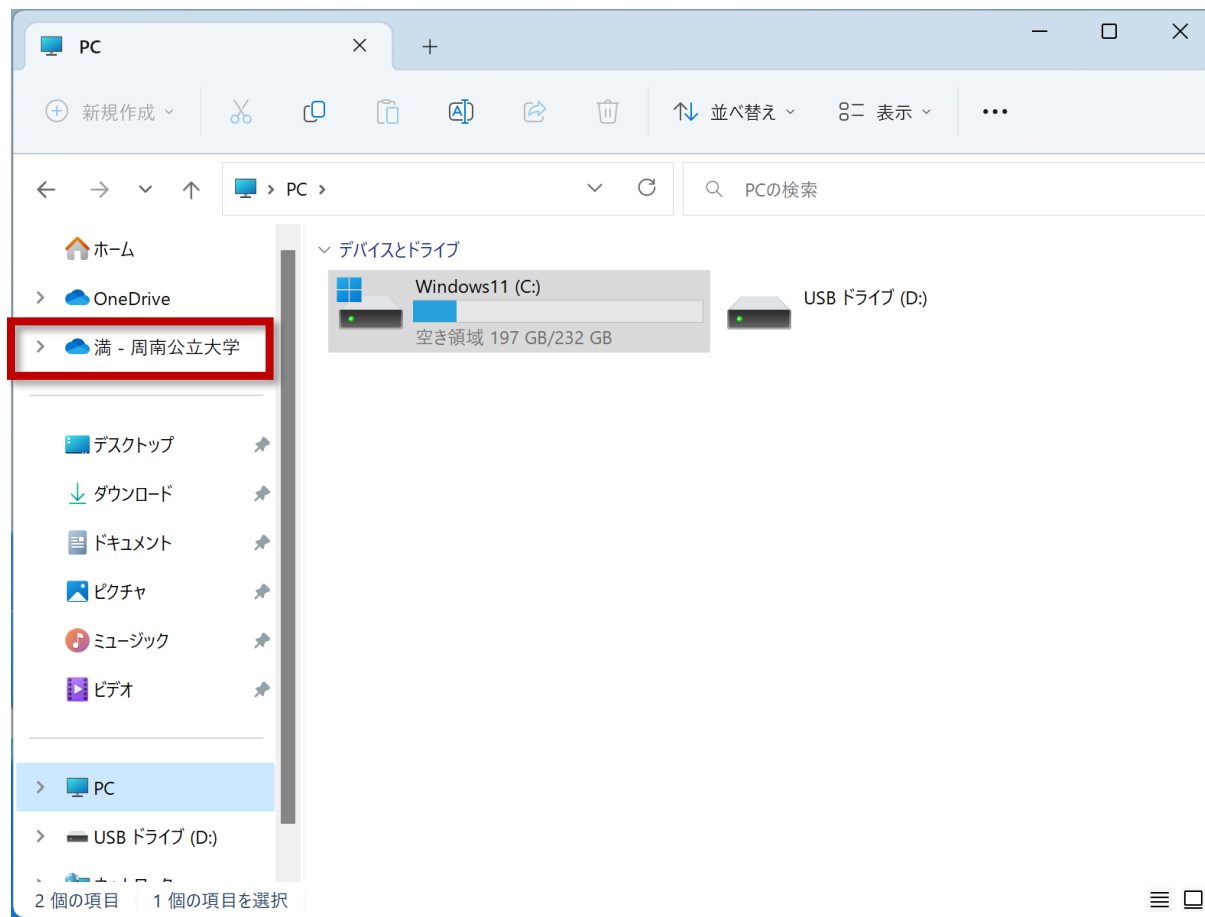 PC
新規作成
並べ替え
表示
PC
PCの検索
ホーム
OneDrive
満 - 周南公立大学
デスクトップ
ダウンロード
ドキュメント
ピクチャ
ミュージック
ビデオ
PC
USB ドライブ (D:)
デバイスとドライブ
Windows11 (C:)
空き領域 197 GB/232 GB
USB ドライブ (D:)
2 個の項目
1 個の項目を選択